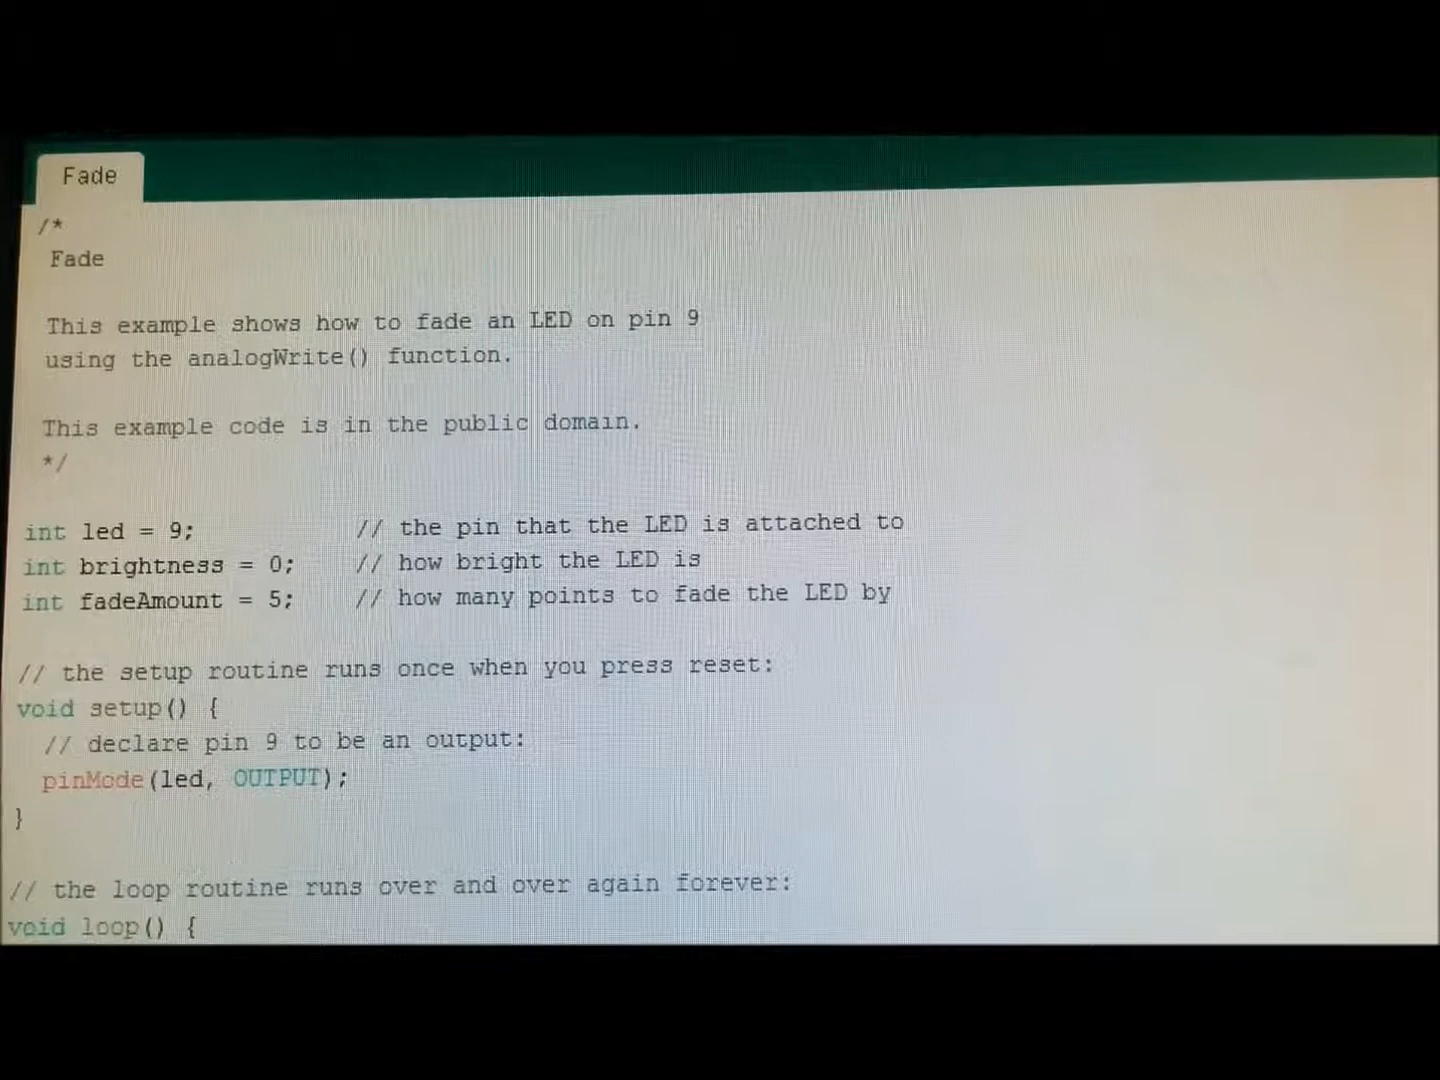 Fade
/*
Fade
This example shows how to fade an LED on pin 9
using the analogWrite() function.
This example code is in the public domain.
*/
int led = 9; // the pin that the LED is attached to
int brightness = 0; // how bright the LED is
int fadeAmount = 5; // how many points to fade the LED by
// the setup routine runs once when you press reset:
void setup() {
// declare pin 9 to be an output:
pinMode(led, OUTPUT);
}
// the loop routine runs over and over again forever:
void loop() {